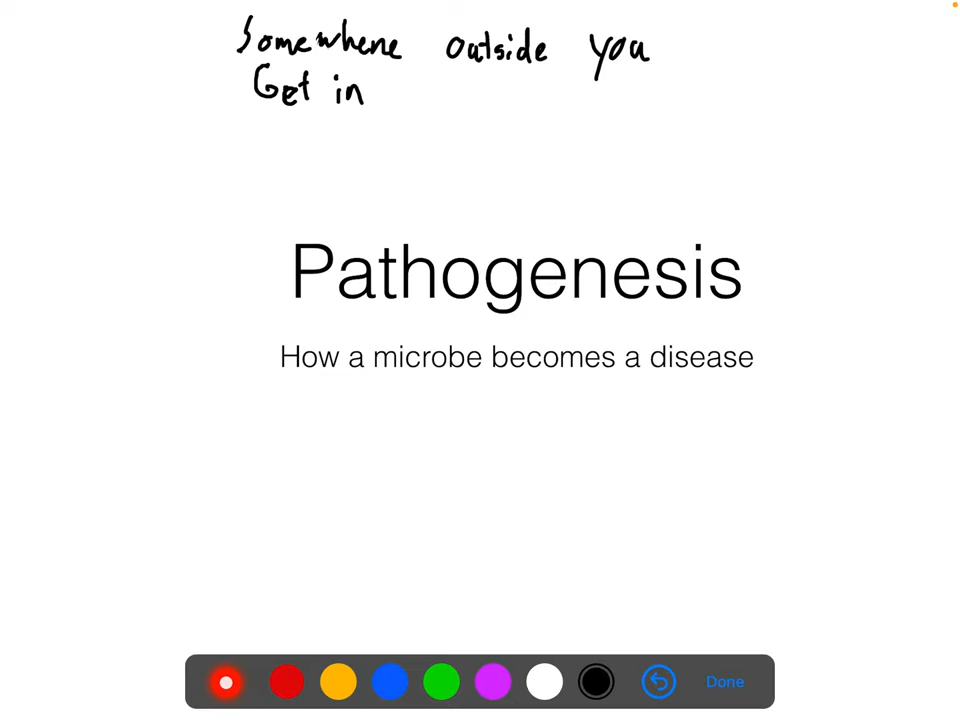 Somewhere outside you
Get in
Pathogenesis
How a microbe becomes a disease
Done